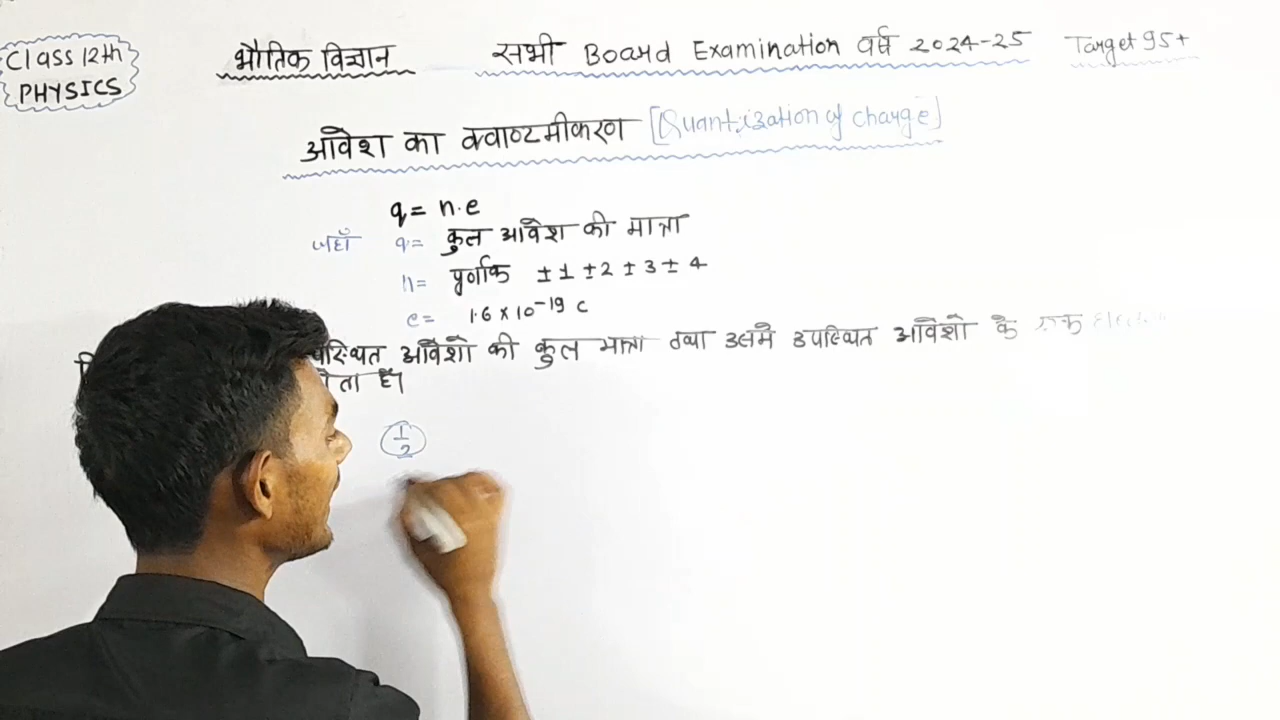 Class 12th
PHYSICS
भौतिक विज्ञान सभी Board Examination वर्ष 2024-25 Target 95+
आवेश का क्वाण्टमीकरण [Quantization of charge]
q = n.e
जहाँ q = कुल आवेश की मात्रा
n = पूर्णांक ±1 ±2 ±3 ±4
e = 1.6 × 10⁻¹⁹ C
आवेशो की कुल मात्रा तथा उसमे उपस्थित आवेशो के एक
होता है।
1/2